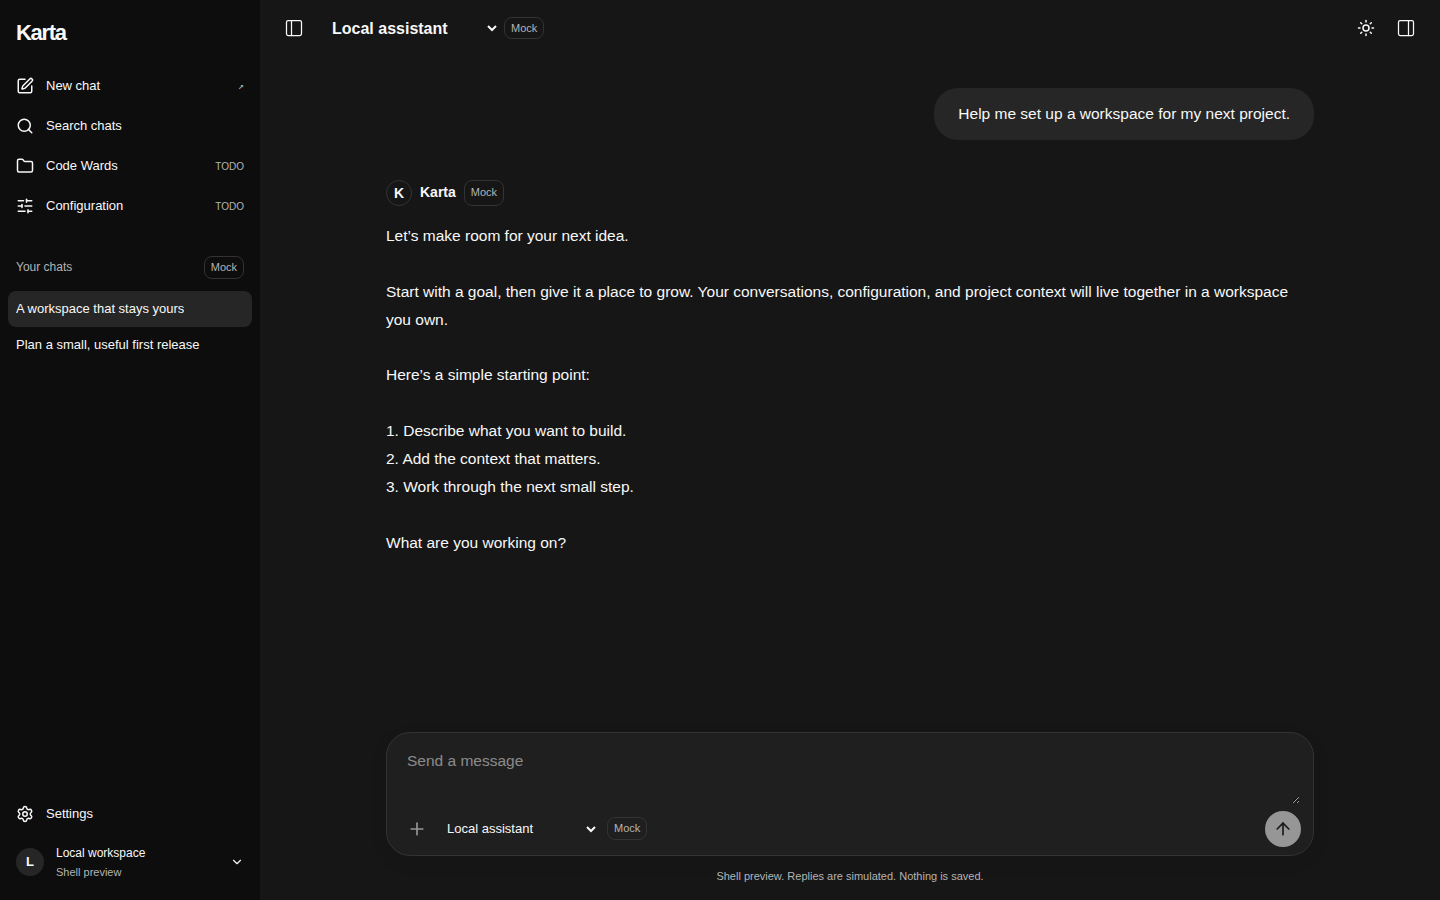 Karta
New chat
Search chats
Code Wards TODO
Configuration TODO
Your chats Mock
A workspace that stays yours
Plan a small, useful first release
Settings
L
Local workspace
Shell preview
Local assistant Mock
Help me set up a workspace for my next project.
K Karta Mock
Let’s make room for your next idea.
Start with a goal, then give it a place to grow. Your conversations, configuration, and project context will live together in a workspace
you own.
Here’s a simple starting point:
1. Describe what you want to build.
2. Add the context that matters.
3. Work through the next small step.
What are you working on?
Send a message
Local assistant Mock
Shell preview. Replies are simulated. Nothing is saved.